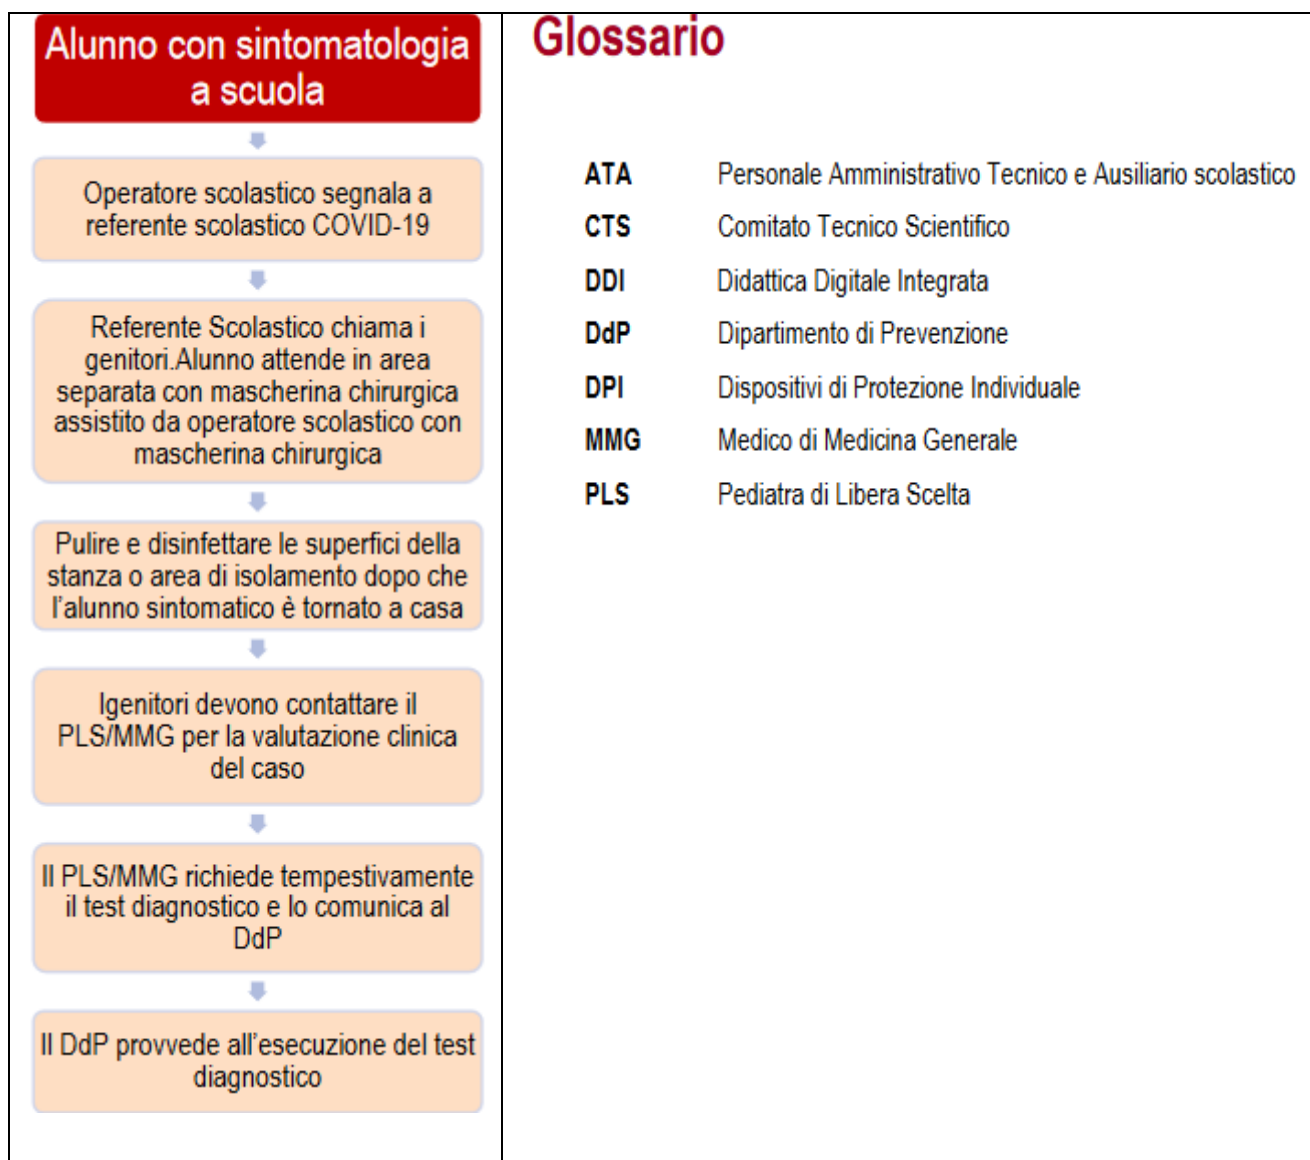 Alunno con sintomatologia
a scuola
Operatore scolastico segnala a
referente scolastico COVID-19
Referente Scolastico chiama i
genitori.Alunno attende in area
separata con mascherina chirurgica
assistito da operatore scolastico con
mascherina chirurgica
Pulire e disinfettare le superfici della
stanza o area di isolamento dopo che
l'alunno sintomatico è tornato a casa
Igenitori devono contattare il
PLS/MMG per la valutazione clinica
del caso
Il PLS/MMG richiede tempestivamente
il test diagnostico e lo comunica al
DdP
Il DdP provvede all'esecuzione del test
diagnostico
Glossario
ATA Personale Amministrativo Tecnico e Ausiliario scolastico
CTS Comitato Tecnico Scientifico
DDI Didattica Digitale Integrata
DdP Dipartimento di Prevenzione
DPI Dispositivi di Protezione Individuale
MMG Medico di Medicina Generale
PLS Pediatra di Libera Scelta